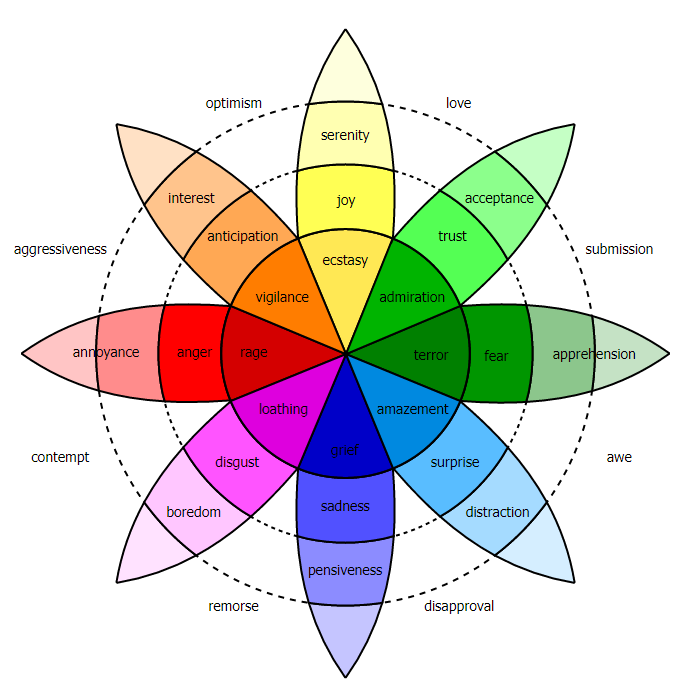 optimism
love
serenity
interest
acceptance
joy
anticipation
trust
aggressiveness
submission
ecstasy
vigilance
admiration
annoyance
anger
rage
terror
fear
apprehension
loathing
amazement
grief
contempt
awe
disgust
surprise
sadness
boredom
distraction
pensiveness
remorse
disapproval